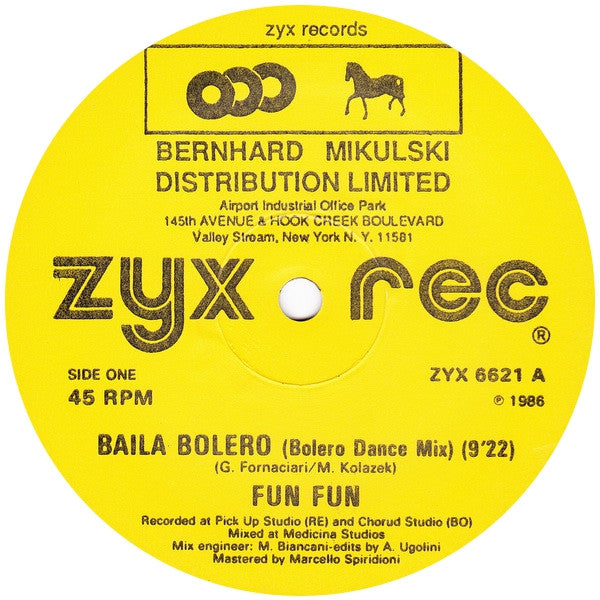 zyx records
BERNHARD MIKULSKI
DISTRIBUTION LIMITED
Airport Industrial Office Park
145th AVENUE & HOOK CREEK BOULEVARD
Valley Stream, New York N.Y. 11581
zyx rec
®
SIDE ONE
45 RPM
ZYX 6621 A
℗ 1986
BAILA BOLERO (Bolero Dance Mix) (9'22)
(G. Fornaciari/M. Kolazek)
FUN FUN
Recorded at Pick Up Studio (RE) and Chorud Studio (BO)
Mixed at Medicina Studios
Mix engineer: M. Biancani-edits by A. Ugolini
Mastered by Marcello Spiridioni